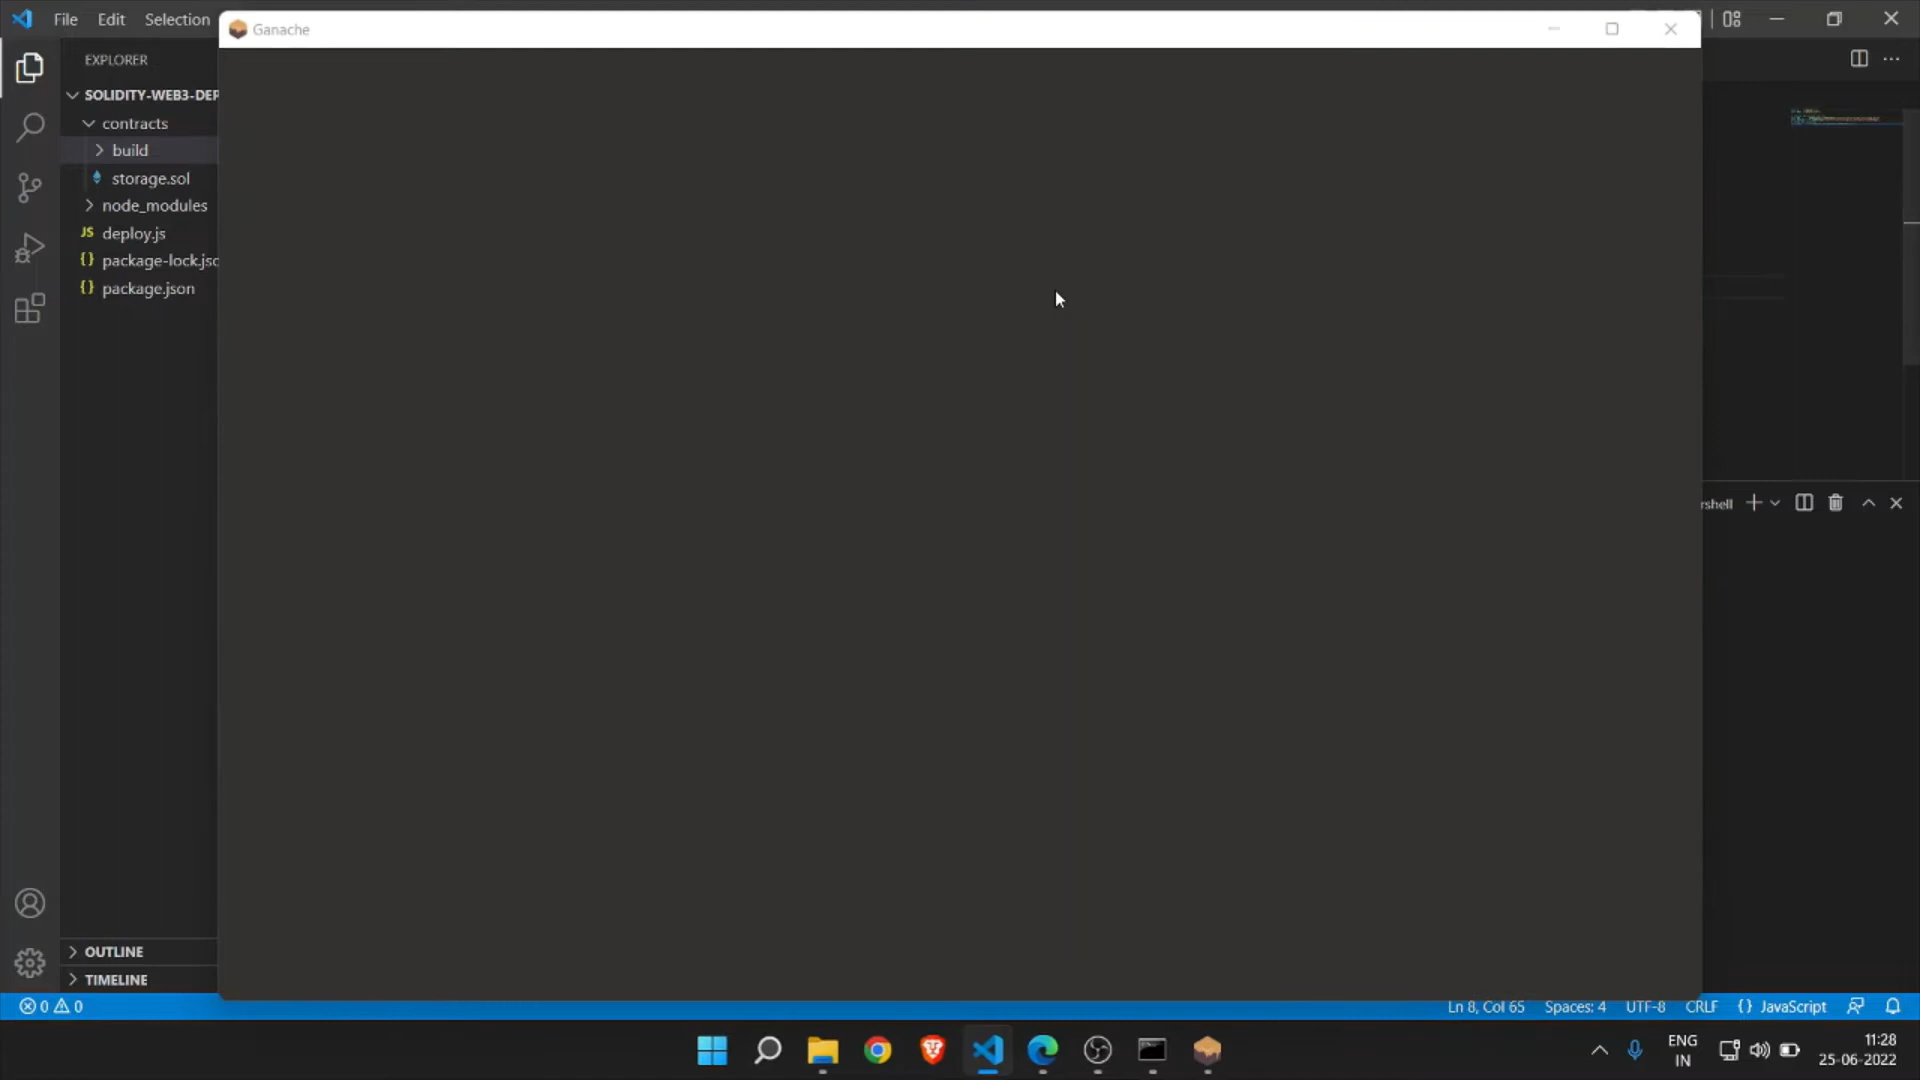 File Edit Selection
Ganache
EXPLORER
SOLIDITY-WEB3-DEP
contracts
build
storage.sol
node_modules
JS deploy.js
{} package-lock.jso
{} package.json
rshell
OUTLINE
TIMELINE
0 0
Ln 8, Col 65 Spaces: 4 UTF-8 CRLF {} JavaScript
ENG
IN
11:28
25-06-2022